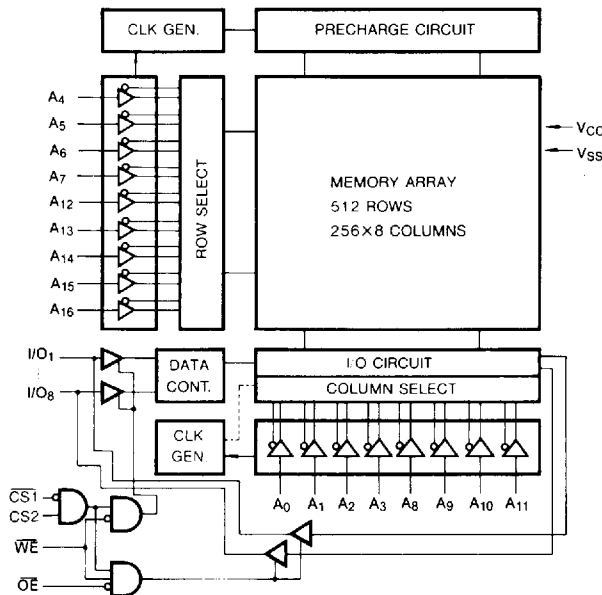 CLK GEN.
PRECHARGE CIRCUIT
A4
A5
A6
A7
A12
A13
A14
A15
A16
ROW SELECT
MEMORY ARRAY
512 ROWS
256×8 COLUMNS
VCC
VSS
I/O1
I/O8
DATA
CONT.
I/O CIRCUIT
COLUMN SELECT
CLK
GEN.
A0 A1 A2 A3 A8 A9 A10 A11
CS1
CS2
WE
OE